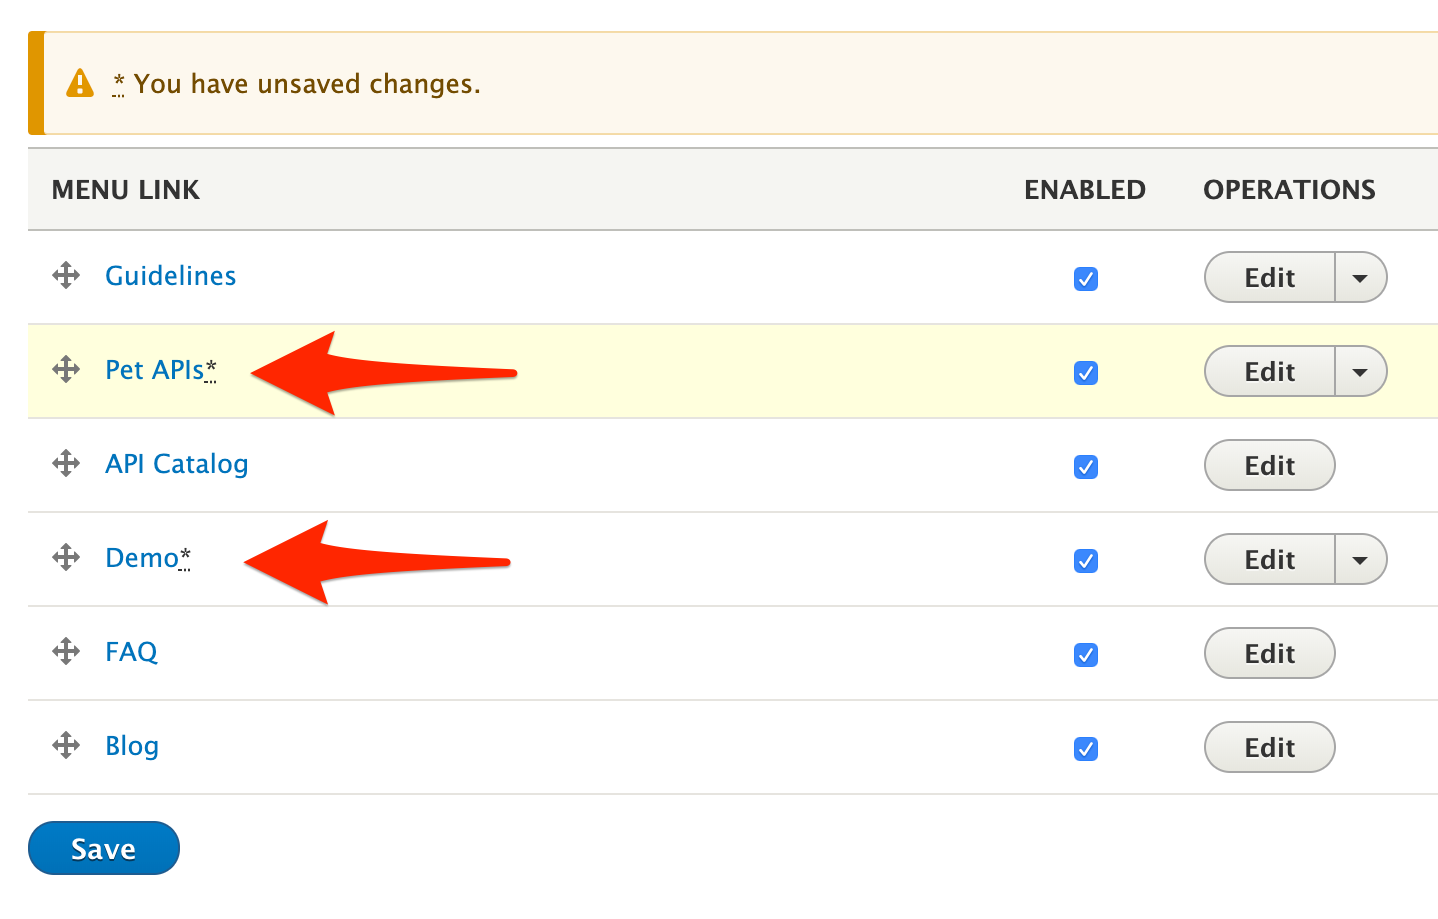 * You have unsaved changes.
MENU LINK ENABLED OPERATIONS
Guidelines Edit
Pet APIs* Edit
API Catalog Edit
Demo* Edit
FAQ Edit
Blog Edit
Save